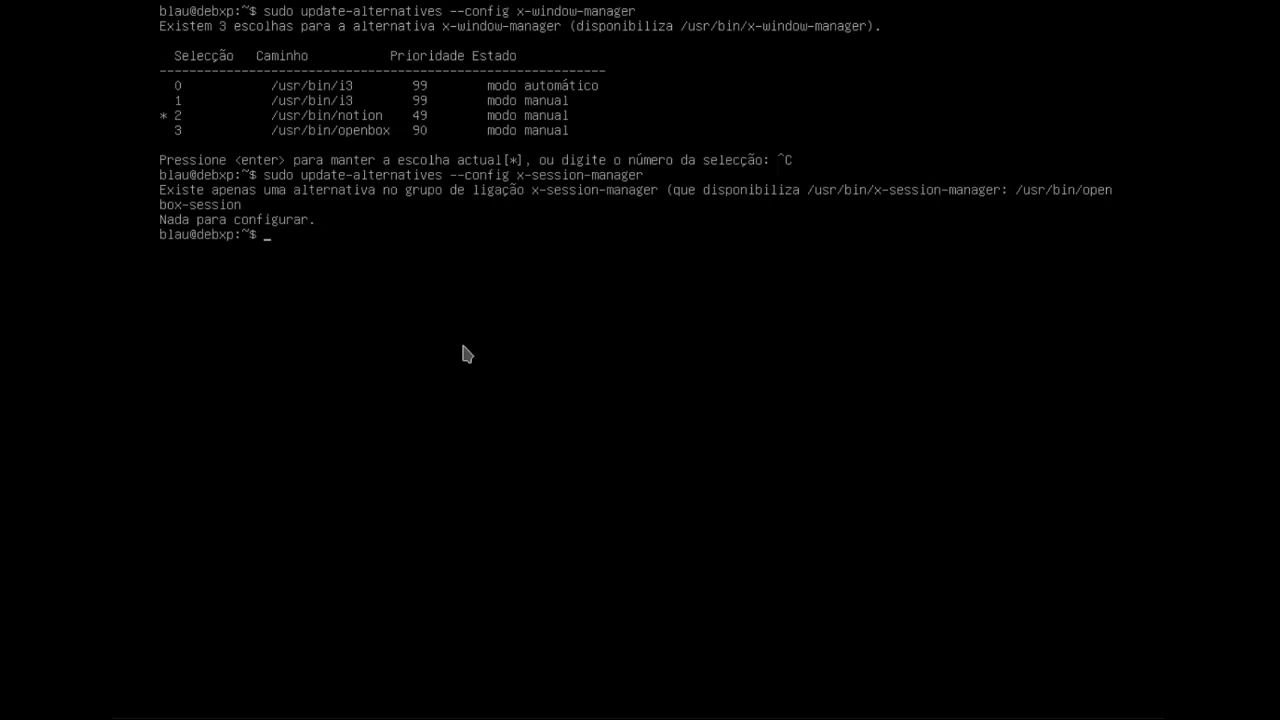 blau@debxp:~$ sudo update-alternatives --config x-window-manager
Existem 3 escolhas para a alternativa x-window-manager (disponibiliza /usr/bin/x-window-manager).
  Selecção   Caminho           Prioridade Estado
------------------------------------------------------------
  0            /usr/bin/i3        99        modo automático
  1            /usr/bin/i3        99        modo manual
* 2            /usr/bin/notion    49        modo manual
  3            /usr/bin/openbox   90        modo manual
Pressione <enter> para manter a escolha actual[*], ou digite o número da selecção: ^C
blau@debxp:~$ sudo update-alternatives --config x-session-manager
Existe apenas uma alternativa no grupo de ligação x-session-manager (que disponibiliza /usr/bin/x-session-manager: /usr/bin/open
box-session
Nada para configurar.
blau@debxp:~$ _